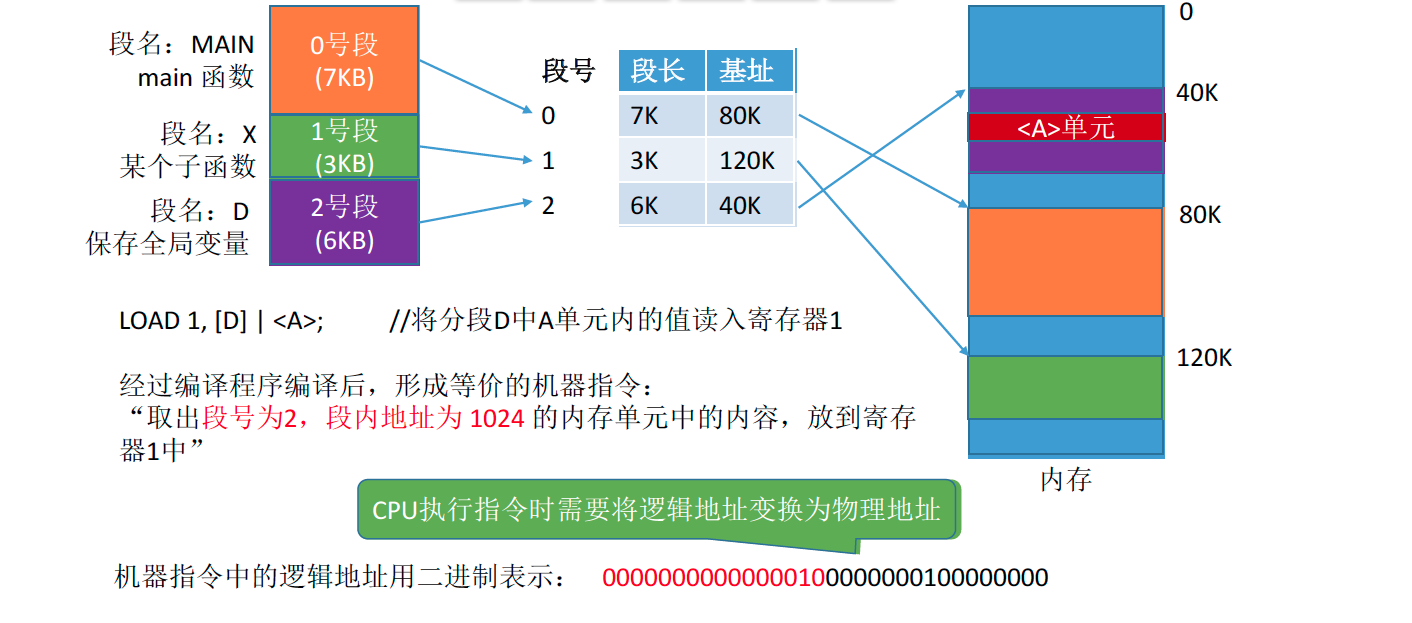 段名：MAIN
main 函数
0号段
(7KB)
段名：X
某个子函数
1号段
(3KB)
段名：D
保存全局变量
2号段
(6KB)
段号 段长 基址
0 7K 80K
1 3K 120K
2 6K 40K
0
40K
<A>单元
80K
120K
内存
LOAD 1, [D] | <A>; //将分段D中A单元内的值读入寄存器1
经过编译程序编译后，形成等价的机器指令：
“取出段号为2，段内地址为 1024 的内存单元中的内容，放到寄存
器1中”
CPU执行指令时需要将逻辑地址变换为物理地址
机器指令中的逻辑地址用二进制表示： 00000000000000100000000100000000